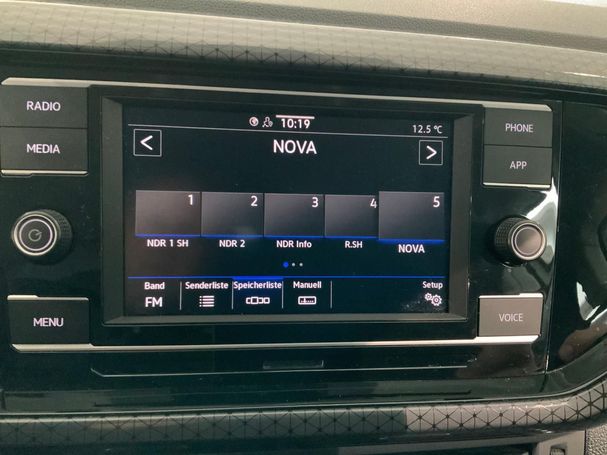 RADIO
MEDIA
MENU
10:19
12.5 °C
NOVA
<
>
1
2
3
4
5
NDR 1 SH
NDR 2
NDR Info
R.SH
NOVA
Band
FM
Senderliste
Speicherliste
Manuell
Setup
PHONE
APP
VOICE